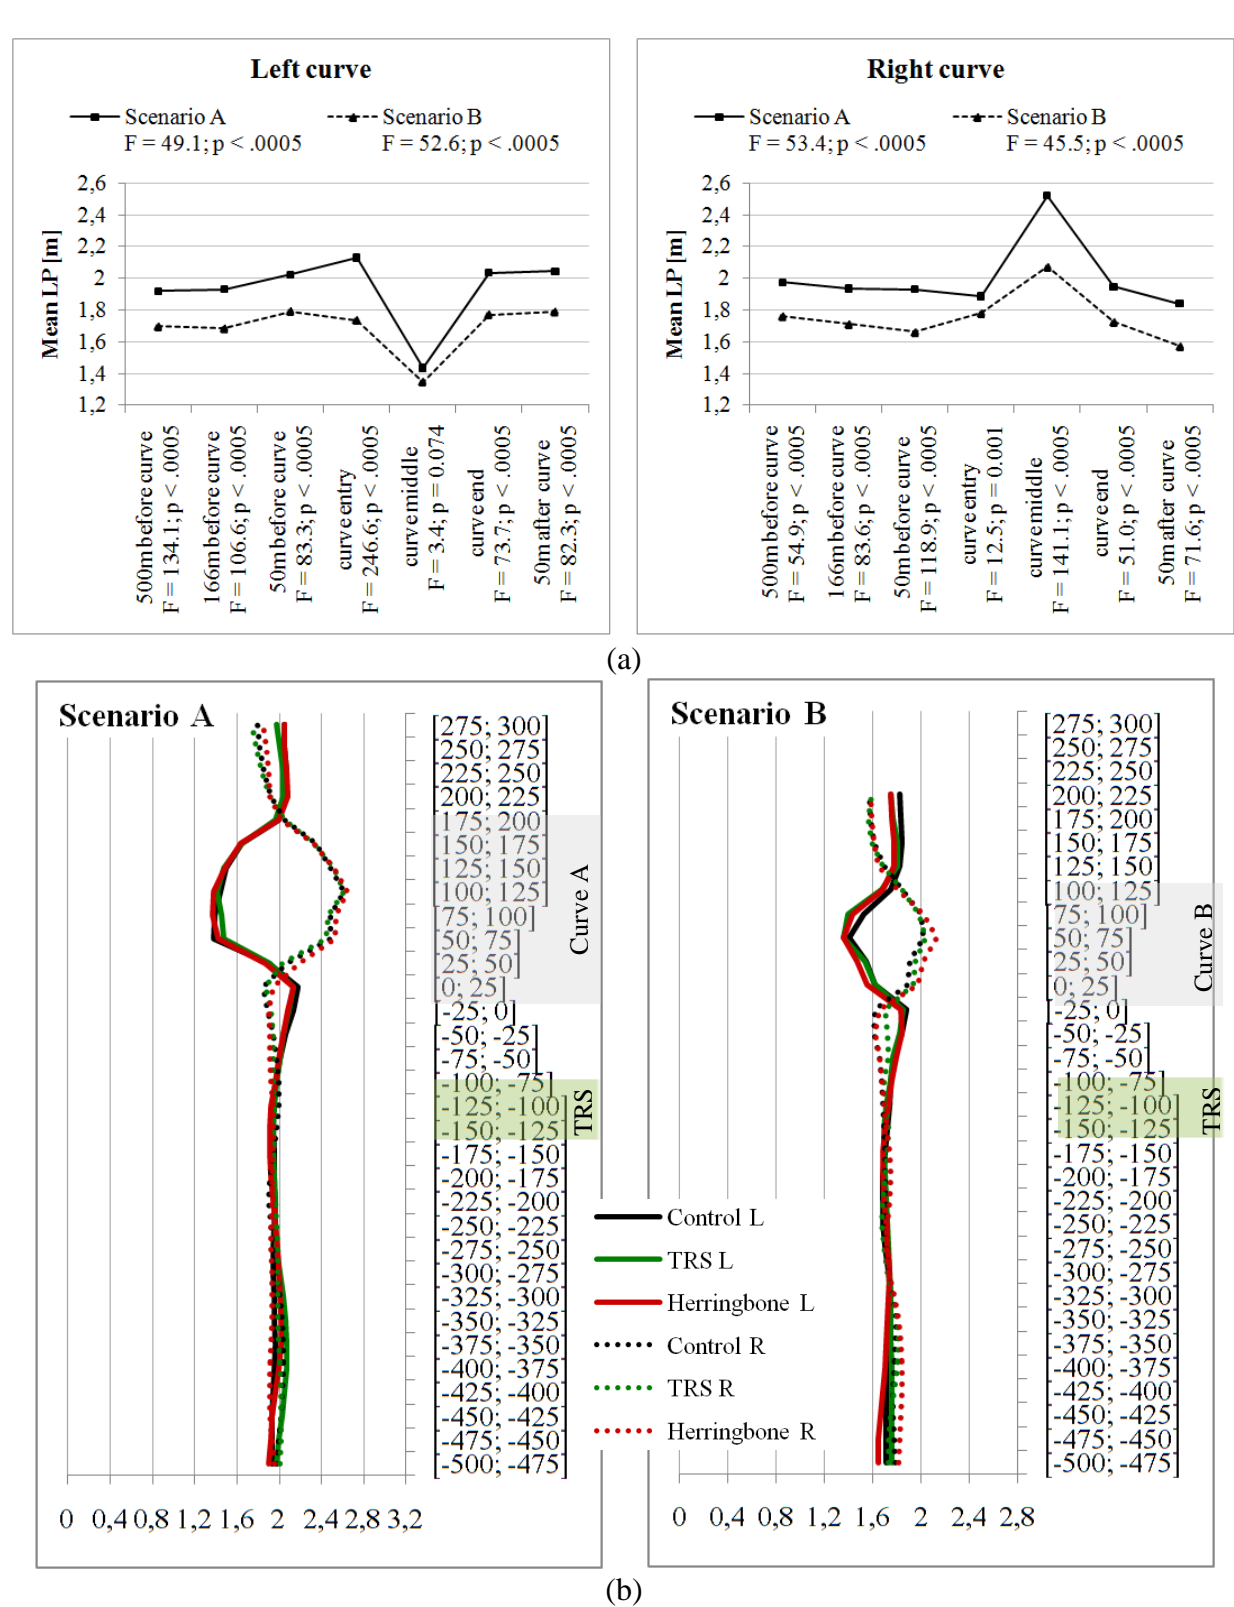 Left curve
Scenario A
F = 49.1; p < .0005
Scenario B
F = 52.6; p < .0005
Mean LP [m]
2,6
2,4
2,2
2
1,8
1,6
1,4
1,2
500m before curve
F = 134.1; p < .0005
166m before curve
F = 106.6; p < .0005
50m before curve
F = 83.3; p < .0005
curve entry
F = 246.6; p < .0005
curve middle
F = 3.4; p = 0.074
curve end
F = 73.7; p < .0005
50m after curve
F = 82.3; p < .0005
Right curve
Scenario A
F = 53.4; p < .0005
Scenario B
F = 45.5; p < .0005
Mean LP [m]
2,6
2,4
2,2
2
1,8
1,6
1,4
1,2
500m before curve
F = 54.9; p < .0005
166m before curve
F = 83.6; p < .0005
50m before curve
F = 118.9; p < .0005
curve entry
F = 12.5; p = 0.001
curve middle
F = 141.1; p < .0005
curve end
F = 51.0; p < .0005
50m after curve
F = 71.6; p < .0005
(a)
Scenario A
[275; 300]
[250; 275]
[225; 250]
[200; 225]
[175; 200]
[150; 175]
[125; 150]
[100; 125]
[75; 100]
[50; 75]
[25; 50]
[0; 25]
[-25; 0]
[-50; -25]
[-75; -50]
[-100; -75]
[-125; -100]
[-150; -125]
[-175; -150]
[-200; -175]
[-225; -200]
[-250; -225]
[-275; -250]
[-300; -275]
[-325; -300]
[-350; -325]
[-375; -350]
[-400; -375]
[-425; -400]
[-450; -425]
[-475; -450]
[-500; -475]
Curve A
TRS
0 0,4 0,8 1,2 1,6 2 2,4 2,8 3,2
Control L
TRS L
Herringbone L
Control R
TRS R
Herringbone R
Scenario B
[275; 300]
[250; 275]
[225; 250]
[200; 225]
[175; 200]
[150; 175]
[125; 150]
[100; 125]
[75; 100]
[50; 75]
[25; 50]
[0; 25]
[-25; 0]
[-50; -25]
[-75; -50]
[-100; -75]
[-125; -100]
[-150; -125]
[-175; -150]
[-200; -175]
[-225; -200]
[-250; -225]
[-275; -250]
[-300; -275]
[-325; -300]
[-350; -325]
[-375; -350]
[-400; -375]
[-425; -400]
[-450; -425]
[-475; -450]
[-500; -475]
Curve B
TRS
0 0,4 0,8 1,2 1,6 2 2,4 2,8
(b)